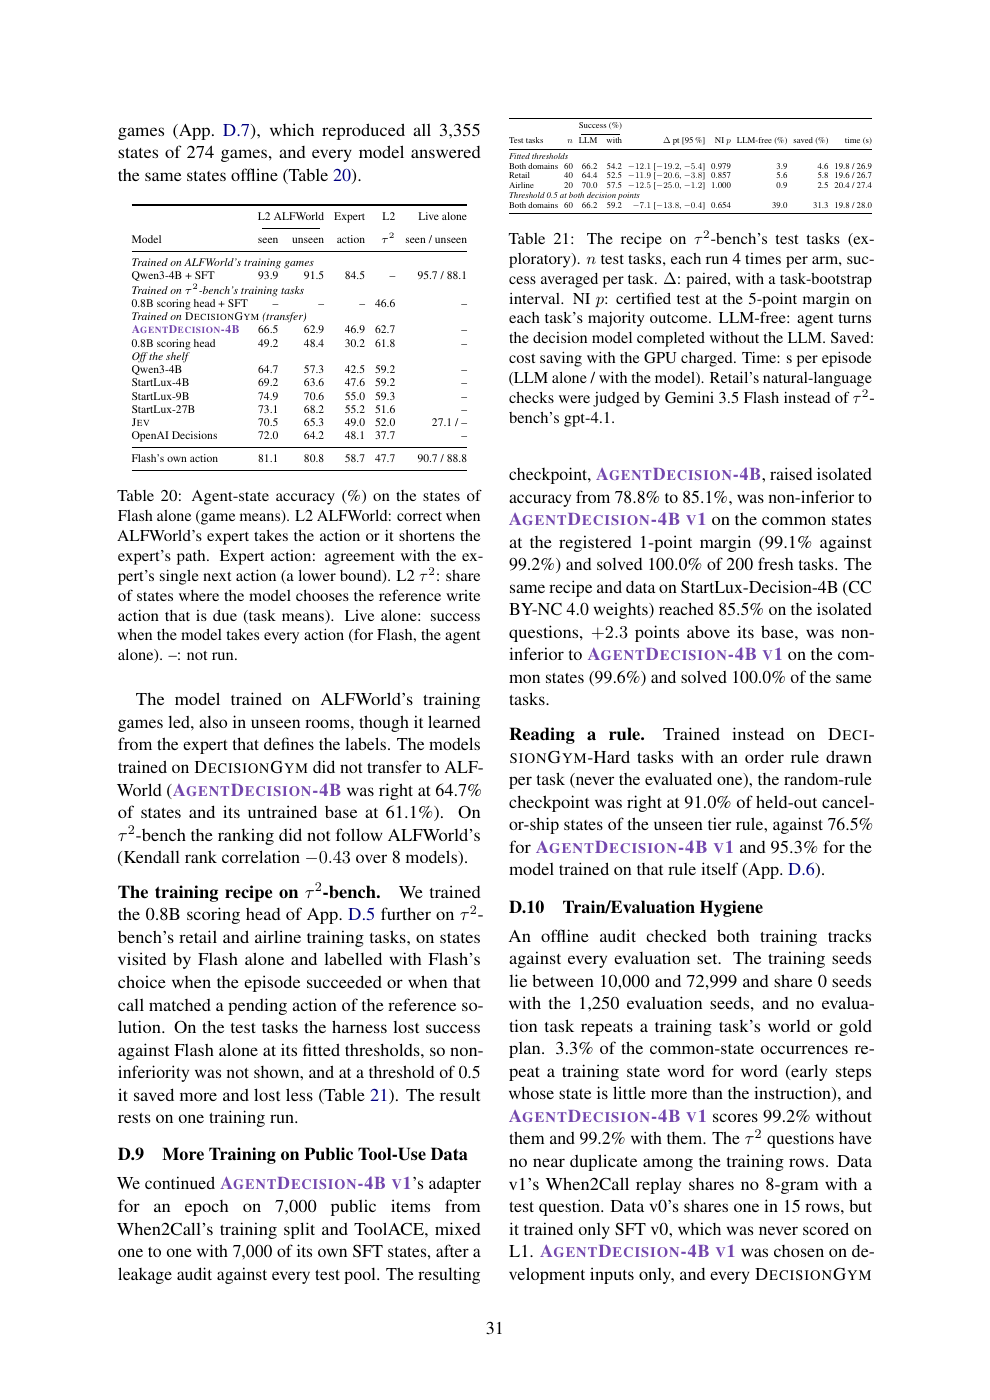 games (App. D.7), which reproduced all 3,355
states of 274 games, and every model answered
the same states offline (Table 20).
L2 ALFWorld Expert L2 Live alone
Model seen unseen action τ² seen / unseen
Trained on ALFWorld's training games
Qwen3-4B + SFT 93.9 91.5 84.5 – 95.7 / 88.1
Trained on τ²-bench's training tasks
0.8B scoring head + SFT – – – 46.6 –
Trained on DECISIONGYM (transfer)
AGENTDECISION-4B 66.5 62.9 46.9 62.7 –
0.8B scoring head 49.2 48.4 30.2 61.8 –
Off the shelf
Qwen3-4B 64.7 57.3 42.5 59.2 –
StartLux-4B 69.2 63.6 47.6 59.2 –
StartLux-9B 74.9 70.6 55.0 59.3 –
StartLux-27B 73.1 68.2 55.2 51.6 –
JEV 70.5 65.3 49.0 52.0 27.1 / –
OpenAI Decisions 72.0 64.2 48.1 37.7 –
Flash's own action 81.1 80.8 58.7 47.7 90.7 / 88.8
Table 20: Agent-state accuracy (%) on the states of
Flash alone (game means). L2 ALFWorld: correct when
ALFWorld's expert takes the action or it shortens the
expert's path. Expert action: agreement with the ex-
pert's single next action (a lower bound). L2 τ²: share
of states where the model chooses the reference write
action that is due (task means). Live alone: success
when the model takes every action (for Flash, the agent
alone). –: not run.
The model trained on ALFWorld's training
games led, also in unseen rooms, though it learned
from the expert that defines the labels. The models
trained on DECISIONGYM did not transfer to ALF-
World (AGENTDECISION-4B was right at 64.7%
of states and its untrained base at 61.1%). On
τ²-bench the ranking did not follow ALFWorld's
(Kendall rank correlation −0.43 over 8 models).
The training recipe on τ²-bench. We trained
the 0.8B scoring head of App. D.5 further on τ²-
bench's retail and airline training tasks, on states
visited by Flash alone and labelled with Flash's
choice when the episode succeeded or when that
call matched a pending action of the reference so-
lution. On the test tasks the harness lost success
against Flash alone at its fitted thresholds, so non-
inferiority was not shown, and at a threshold of 0.5
it saved more and lost less (Table 21). The result
rests on one training run.
D.9 More Training on Public Tool-Use Data
We continued AGENTDECISION-4B V1's adapter
for an epoch on 7,000 public items from
When2Call's training split and ToolACE, mixed
one to one with 7,000 of its own SFT states, after a
leakage audit against every test pool. The resulting
Success (%)
Test tasks n LLM with Δ pt [95 %] NI p LLM-free (%) saved (%) time (s)
Fitted thresholds
Both domains 60 66.2 54.2 −12.1 [−19.2, −5.4] 0.979 3.9 4.6 19.8 / 26.9
Retail 40 64.4 52.5 −11.9 [−20.6, −3.8] 0.857 5.6 5.8 19.6 / 26.7
Airline 20 70.0 57.5 −12.5 [−25.0, −1.2] 1.000 0.9 2.5 20.4 / 27.4
Threshold 0.5 at both decision points
Both domains 60 66.2 59.2 −7.1 [−13.8, −0.4] 0.654 39.0 31.3 19.8 / 28.0
Table 21: The recipe on τ²-bench's test tasks (ex-
ploratory). n test tasks, each run 4 times per arm, suc-
cess averaged per task. Δ: paired, with a task-bootstrap
interval. NI p: certified test at the 5-point margin on
each task's majority outcome. LLM-free: agent turns
the decision model completed without the LLM. Saved:
cost saving with the GPU charged. Time: s per episode
(LLM alone / with the model). Retail's natural-language
checks were judged by Gemini 3.5 Flash instead of τ²-
bench's gpt-4.1.
checkpoint, AGENTDECISION-4B, raised isolated
accuracy from 78.8% to 85.1%, was non-inferior to
AGENTDECISION-4B V1 on the common states
at the registered 1-point margin (99.1% against
99.2%) and solved 100.0% of 200 fresh tasks. The
same recipe and data on StartLux-Decision-4B (CC
BY-NC 4.0 weights) reached 85.5% on the isolated
questions, +2.3 points above its base, was non-
inferior to AGENTDECISION-4B V1 on the com-
mon states (99.6%) and solved 100.0% of the same
tasks.
Reading a rule. Trained instead on DECI-
SIONGYM-Hard tasks with an order rule drawn
per task (never the evaluated one), the random-rule
checkpoint was right at 91.0% of held-out cancel-
or-ship states of the unseen tier rule, against 76.5%
for AGENTDECISION-4B V1 and 95.3% for the
model trained on that rule itself (App. D.6).
D.10 Train/Evaluation Hygiene
An offline audit checked both training tracks
against every evaluation set. The training seeds
lie between 10,000 and 72,999 and share 0 seeds
with the 1,250 evaluation seeds, and no evalua-
tion task repeats a training task's world or gold
plan. 3.3% of the common-state occurrences re-
peat a training state word for word (early steps
whose state is little more than the instruction), and
AGENTDECISION-4B V1 scores 99.2% without
them and 99.2% with them. The τ² questions have
no near duplicate among the training rows. Data
v1's When2Call replay shares no 8-gram with a
test question. Data v0's shares one in 15 rows, but
it trained only SFT v0, which was never scored on
L1. AGENTDECISION-4B V1 was chosen on de-
velopment inputs only, and every DECISIONGYM
31